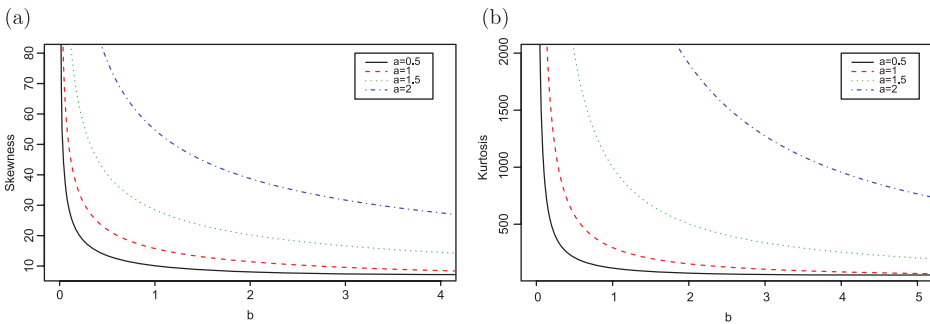 (a)
80
70
60
50
40
30
20
10
Skewness
0 1 2 3 4
b
a=0.5
a=1
a=1.5
a=2
(b)
2000
1500
1000
500
Kurtosis
0 1 2 3 4 5
b
a=0.5
a=1
a=1.5
a=2